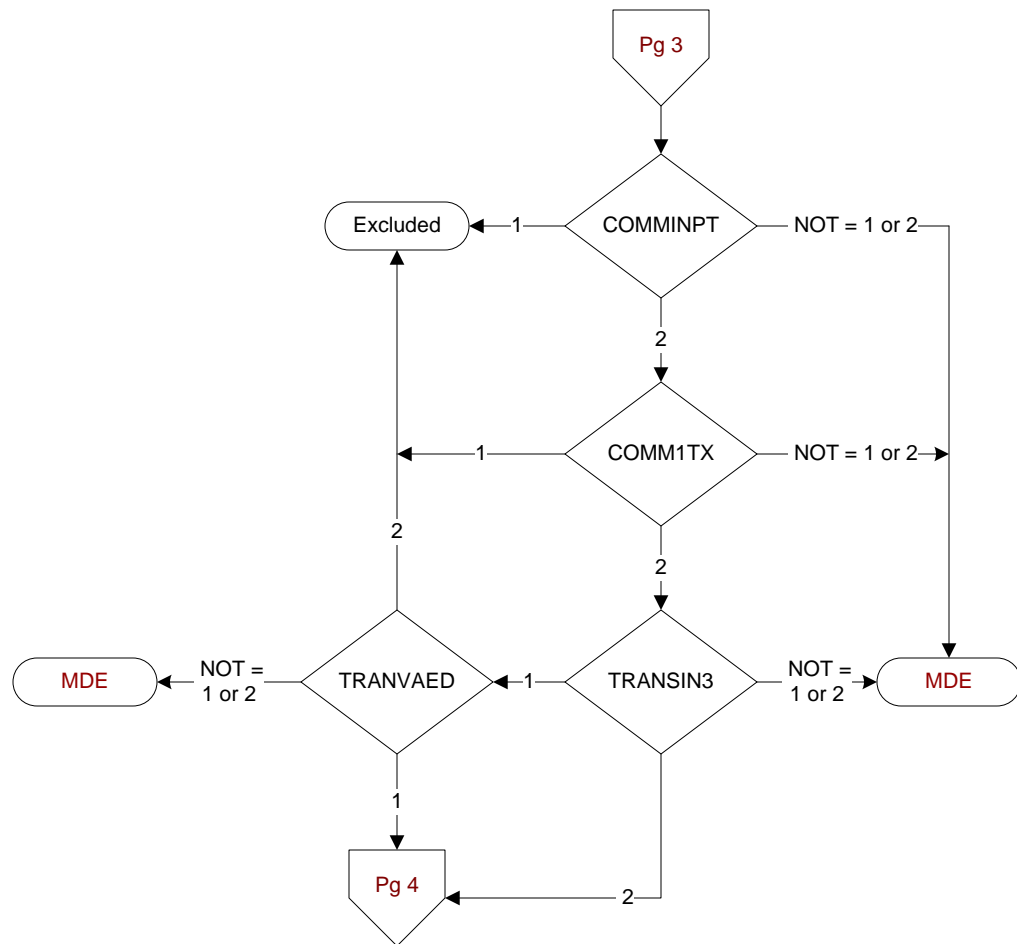 Pg 3
Excluded
1
COMMINPT
NOT = 1 or 2
2
1
COMM1TX
NOT = 1 or 2
2
2
MDE
NOT =
1 or 2
TRANVAED
1
TRANSIN3
NOT =
1 or 2
MDE
1
Pg 4
2